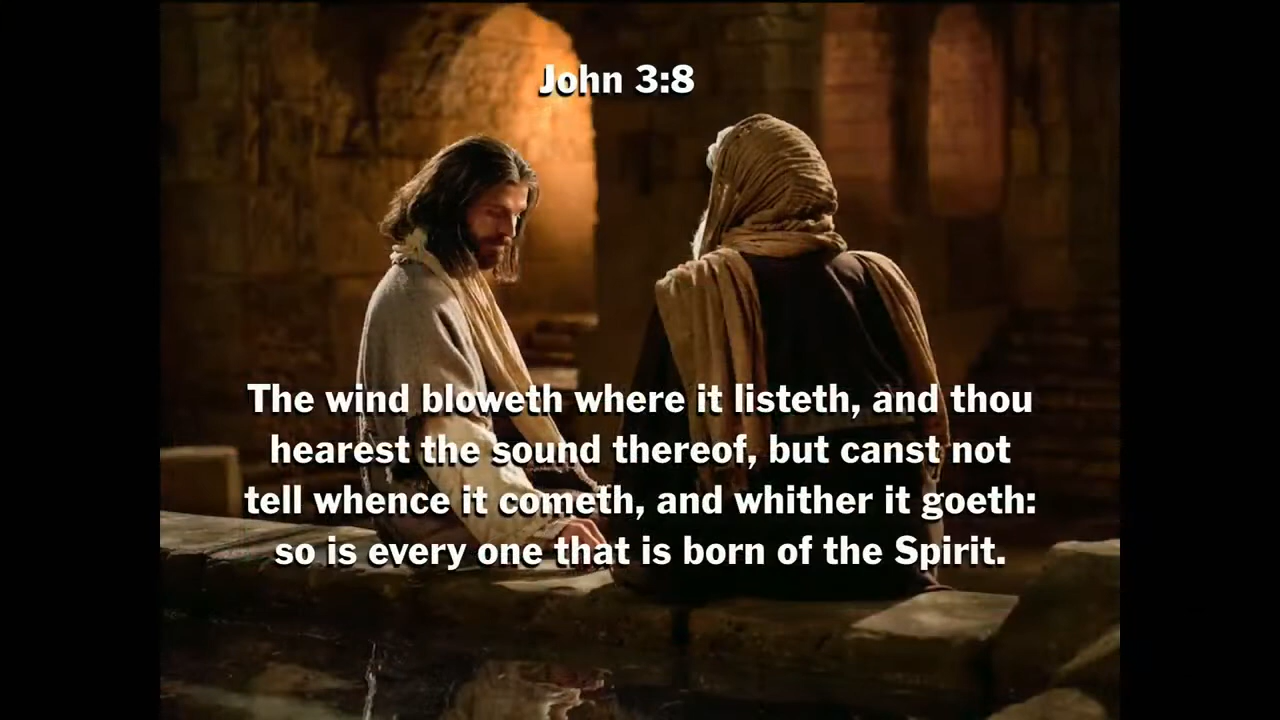 John 3:8
The wind bloweth where it listeth, and thou
hearest the sound thereof, but canst not
tell whence it cometh, and whither it goeth:
so is every one that is born of the Spirit.